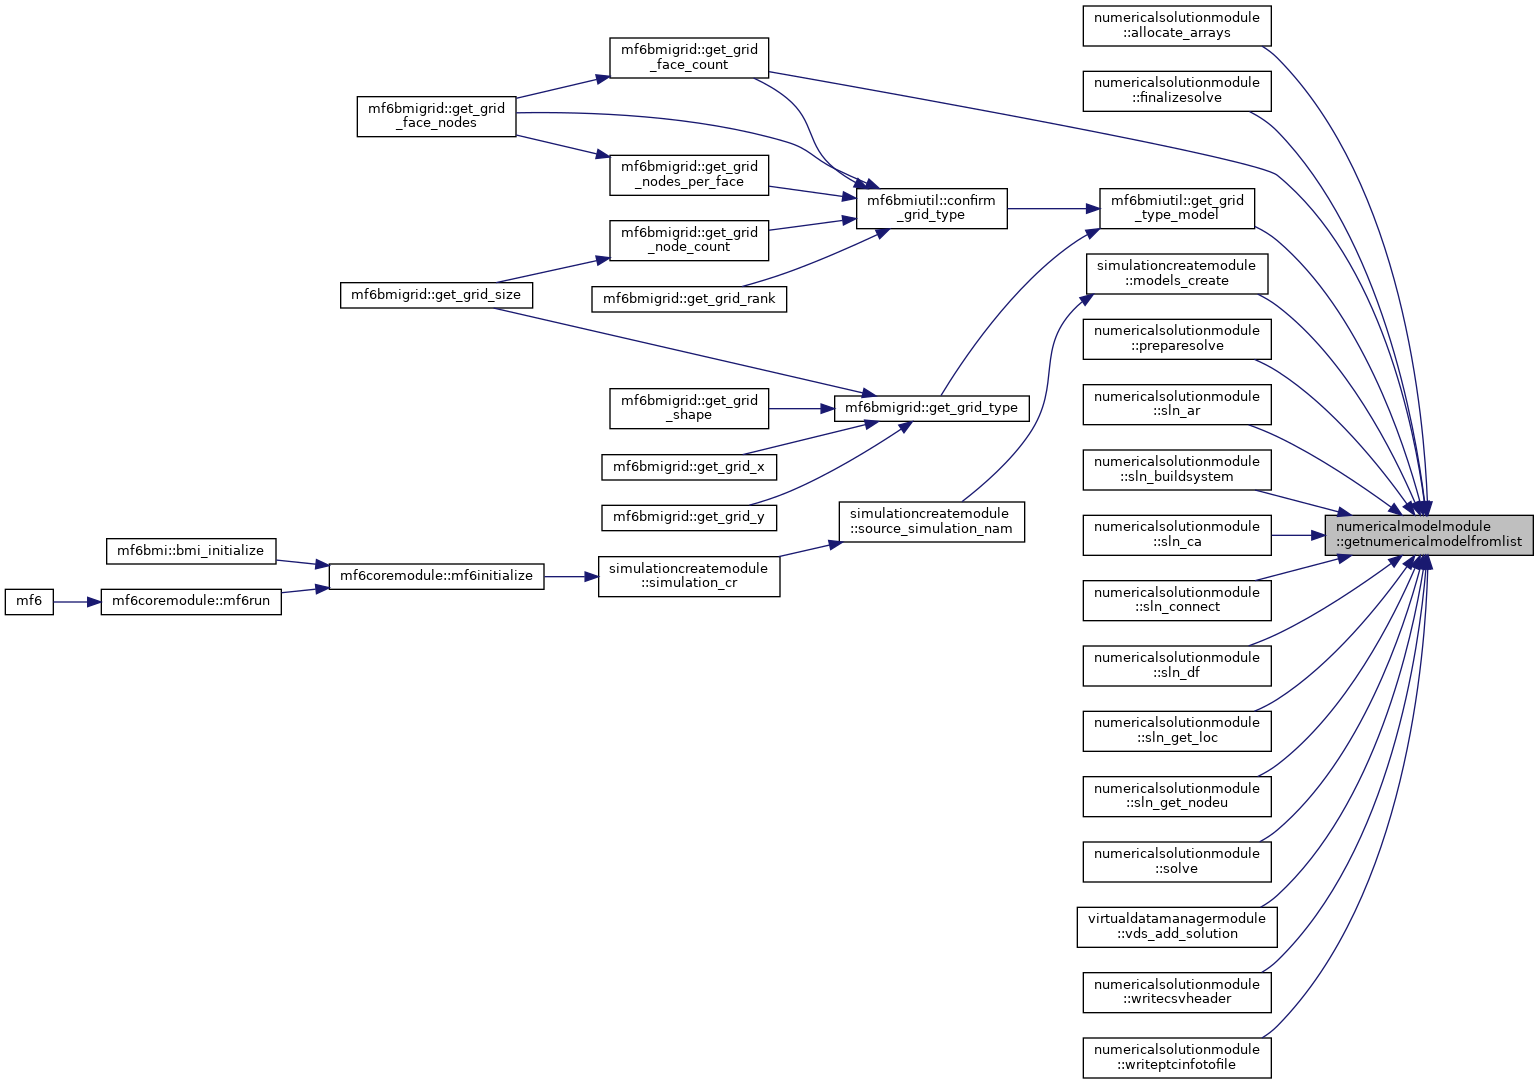 numericalsolutionmodule
::allocate_arrays
mf6bmigrid::get_grid
_face_count
numericalsolutionmodule
::finalizesolve
mf6bmigrid::get_grid
_face_nodes
mf6bmigrid::get_grid
_nodes_per_face
mf6bmiutil::confirm
_grid_type
mf6bmiutil::get_grid
_type_model
mf6bmigrid::get_grid
_node_count
simulationcreatemodule
::models_create
mf6bmigrid::get_grid_size
mf6bmigrid::get_grid_rank
numericalsolutionmodule
::preparesolve
mf6bmigrid::get_grid
_shape
mf6bmigrid::get_grid_type
numericalsolutionmodule
::sln_ar
mf6bmigrid::get_grid_x
numericalsolutionmodule
::sln_buildsystem
mf6bmigrid::get_grid_y
simulationcreatemodule
::source_simulation_nam
numericalsolutionmodule
::sln_ca
numericalmodelmodule
::getnumericalmodelfromlist
mf6bmi::bmi_initialize
mf6coremodule::mf6initialize
simulationcreatemodule
::simulation_cr
mf6
mf6coremodule::mf6run
numericalsolutionmodule
::sln_connect
numericalsolutionmodule
::sln_df
numericalsolutionmodule
::sln_get_loc
numericalsolutionmodule
::sln_get_nodeu
numericalsolutionmodule
::solve
virtualdatamanagermodule
::vds_add_solution
numericalsolutionmodule
::writecsvheader
numericalsolutionmodule
::writeptcinfotofile